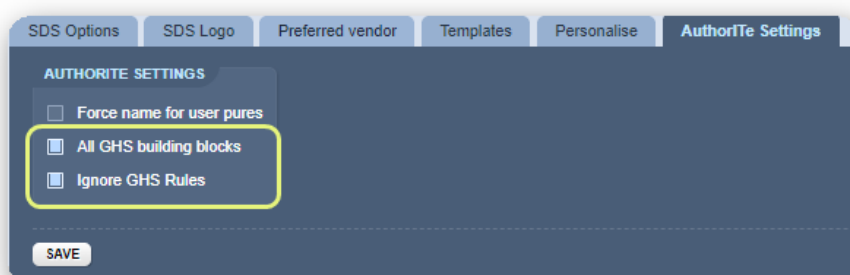 SDS Options SDS Logo Preferred vendor Templates Personalise AuthorITe Settings
AUTHORITE SETTINGS
Force name for user pures
All GHS building blocks
Ignore GHS Rules
SAVE